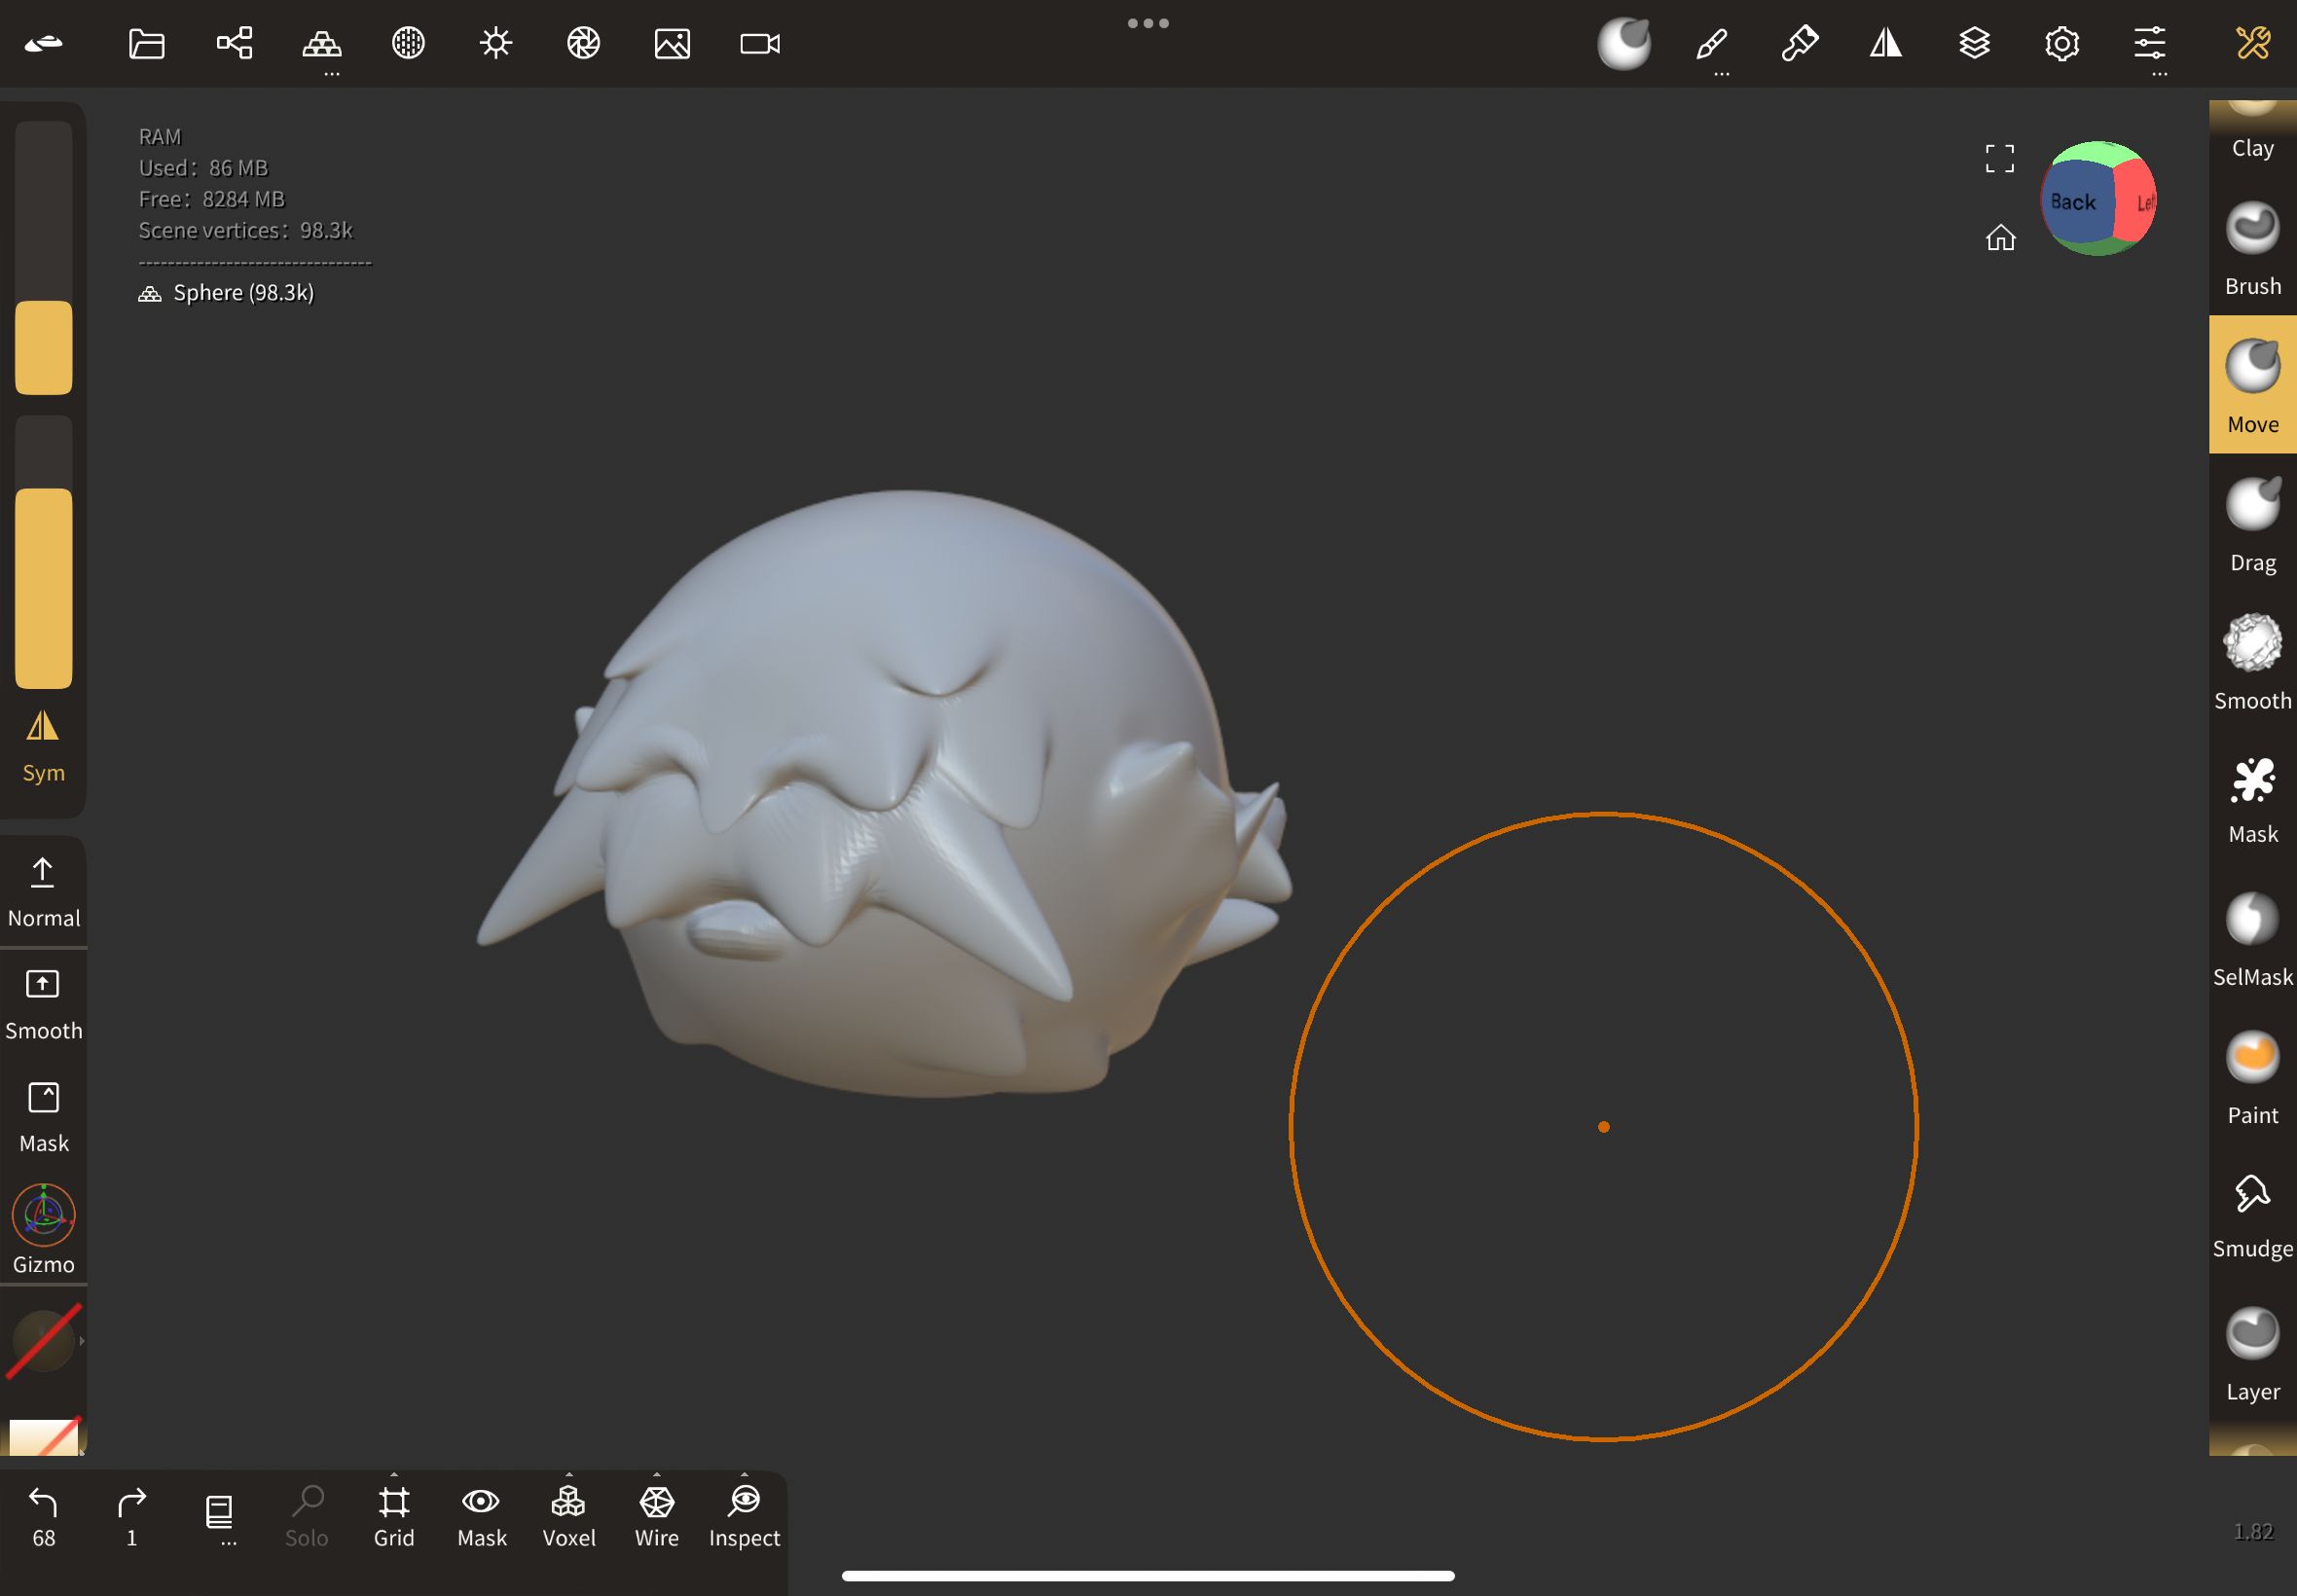 RAM
Used: 86 MB
Free: 8284 MB
Scene vertices: 98.3k
--------------------------------
Sphere (98.3k)
Back
Sym
Normal
Smooth
Mask
Gizmo
Clay
Brush
Move
Drag
Smooth
Mask
SelMask
Paint
Smudge
Layer
68
1
...
Solo
Grid
Mask
Voxel
Wire
Inspect
1.82